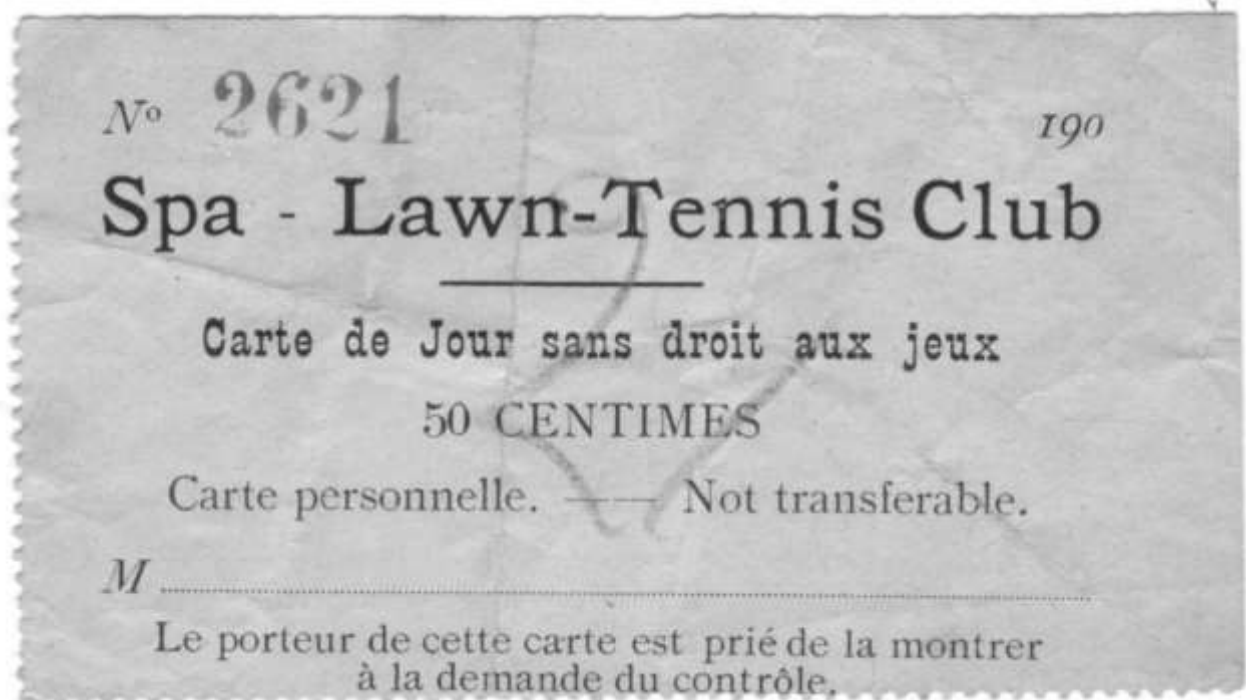 Nº 2621 190
Spa - Lawn-Tennis Club
Carte de Jour sans droit aux jeux
50 CENTIMES
Carte personnelle. —— Not transferable.
M
Le porteur de cette carte est prié de la montrer
à la demande du contrôle.